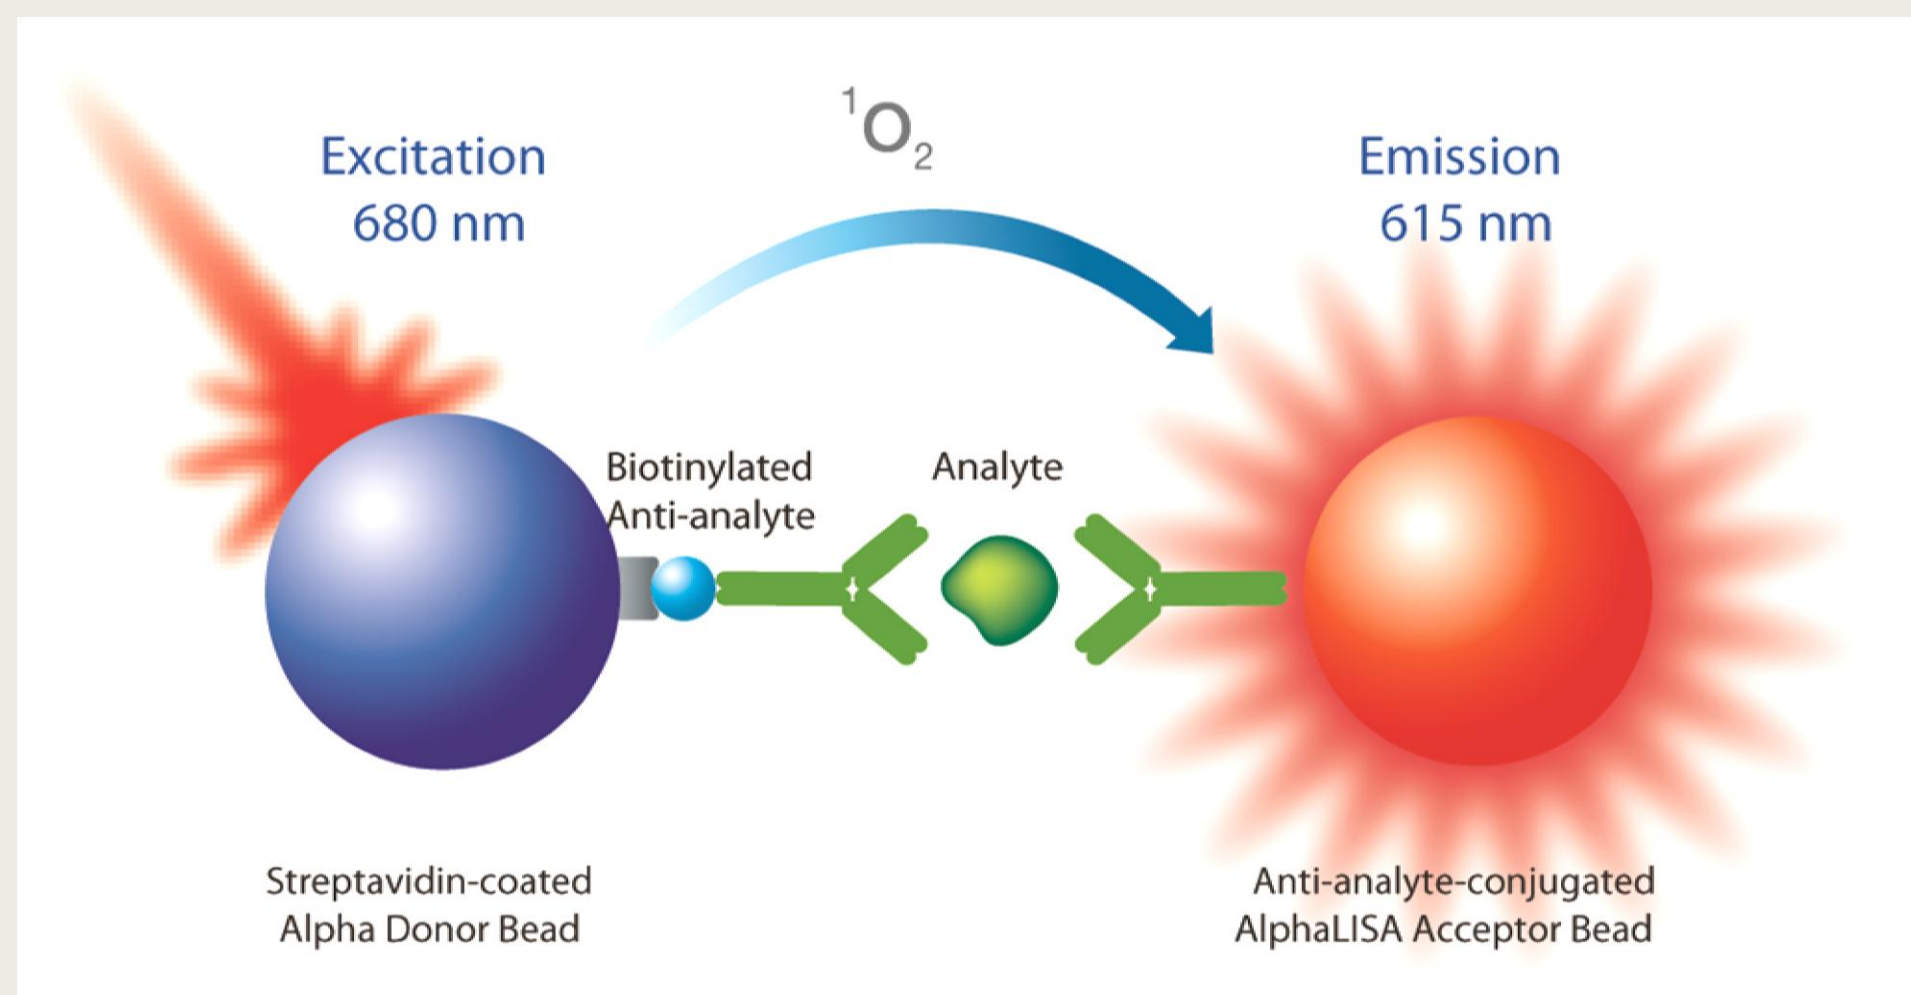 Excitation
680 nm
¹O₂
Emission
615 nm
Biotinylated
Anti-analyte
Analyte
Streptavidin-coated
Alpha Donor Bead
Anti-analyte-conjugated
AlphaLISA Acceptor Bead